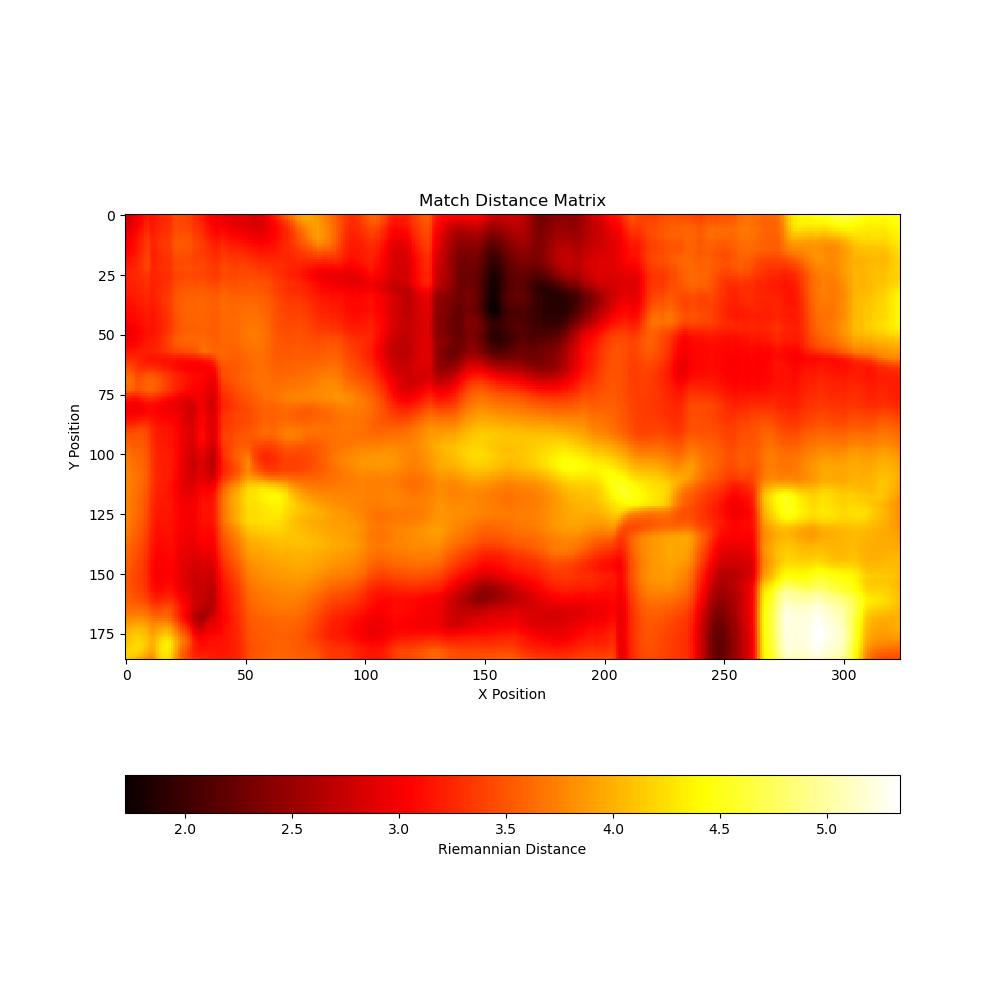 Match Distance Matrix
0
25
50
75
100
125
150
175
Y Position
0 50 100 150 200 250 300
X Position
2.0 2.5 3.0 3.5 4.0 4.5 5.0
Riemannian Distance